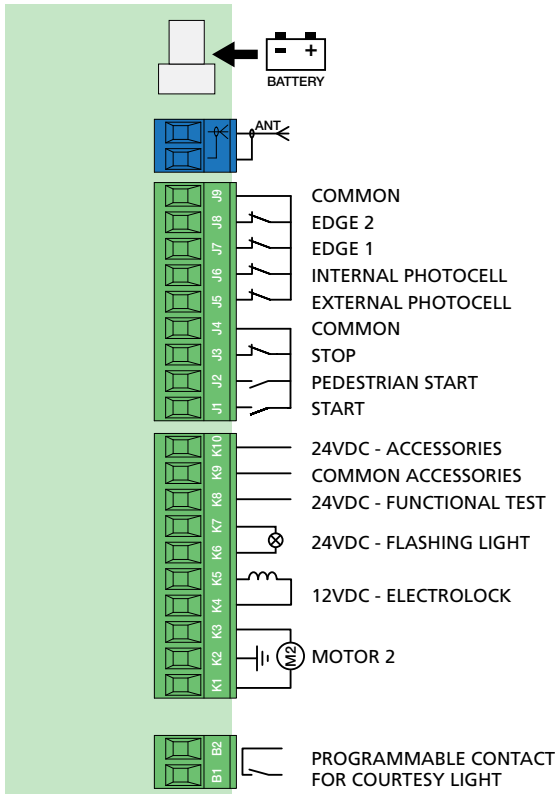 - +
BATTERY
ANT
J9 COMMON
J8 EDGE 2
J7 EDGE 1
J6 INTERNAL PHOTOCELL
J5 EXTERNAL PHOTOCELL
J4 COMMON
J3 STOP
J2 PEDESTRIAN START
J1 START
K10 24VDC - ACCESSORIES
K9 COMMON ACCESSORIES
K8 24VDC - FUNCTIONAL TEST
K7
24VDC - FLASHING LIGHT
K6
K5
12VDC - ELECTROLOCK
K4
K3
K2 M2 MOTOR 2
K1
B2 PROGRAMMABLE CONTACT
B1 FOR COURTESY LIGHT